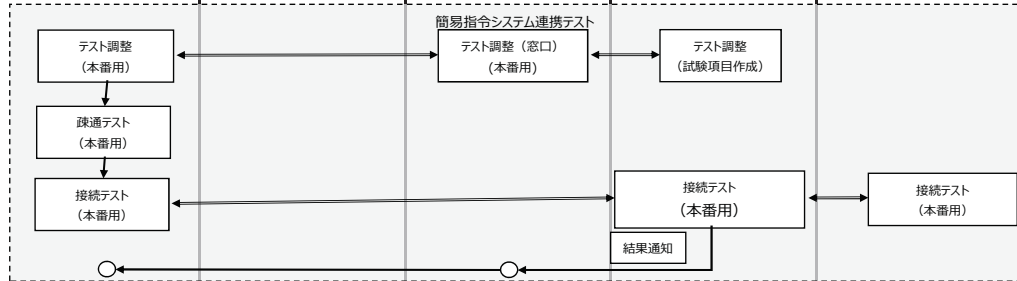 簡易指令システム連携テスト
テスト調整
（本番用）
テスト調整（窓口）
(本番用)
テスト調整
（試験項目作成）
疎通テスト
（本番用）
接続テスト
（本番用）
接続テスト
（本番用）
接続テスト
（本番用）
結果通知